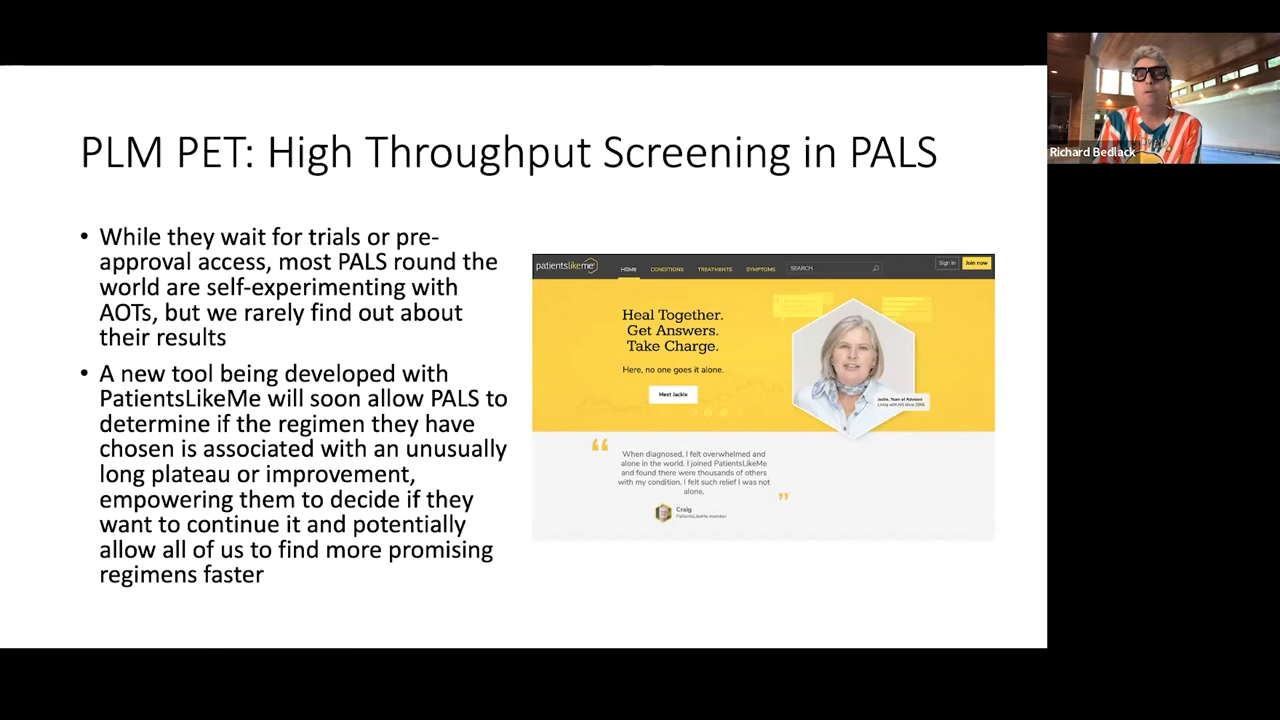 PLM PET: High Throughput Screening in PALS
• While they wait for trials or pre-
approval access, most PALS round the
world are self-experimenting with
AOTs, but we rarely find out about
their results
• A new tool being developed with
PatientsLikeMe will soon allow PALS to
determine if the regimen they have
chosen is associated with an unusually
long plateau or improvement,
empowering them to decide if they
want to continue it and potentially
allow all of us to find more promising
regimens faster
patientslikeme
HOME CONDITIONS TREATMENTS SYMPTOMS SEARCH Sign in Join now
Heal Together.
Get Answers.
Take Charge.
Here, no one goes it alone.
Meet Jackie
Jackie, Team of Advisors
“
When diagnosed, I felt overwhelmed and
alone in the world. I joined PatientsLikeMe
and found there were thousands of others
with my condition. I felt such relief I was not
alone.
”
Craig
PatientsLikeMe member
Richard Bedlack